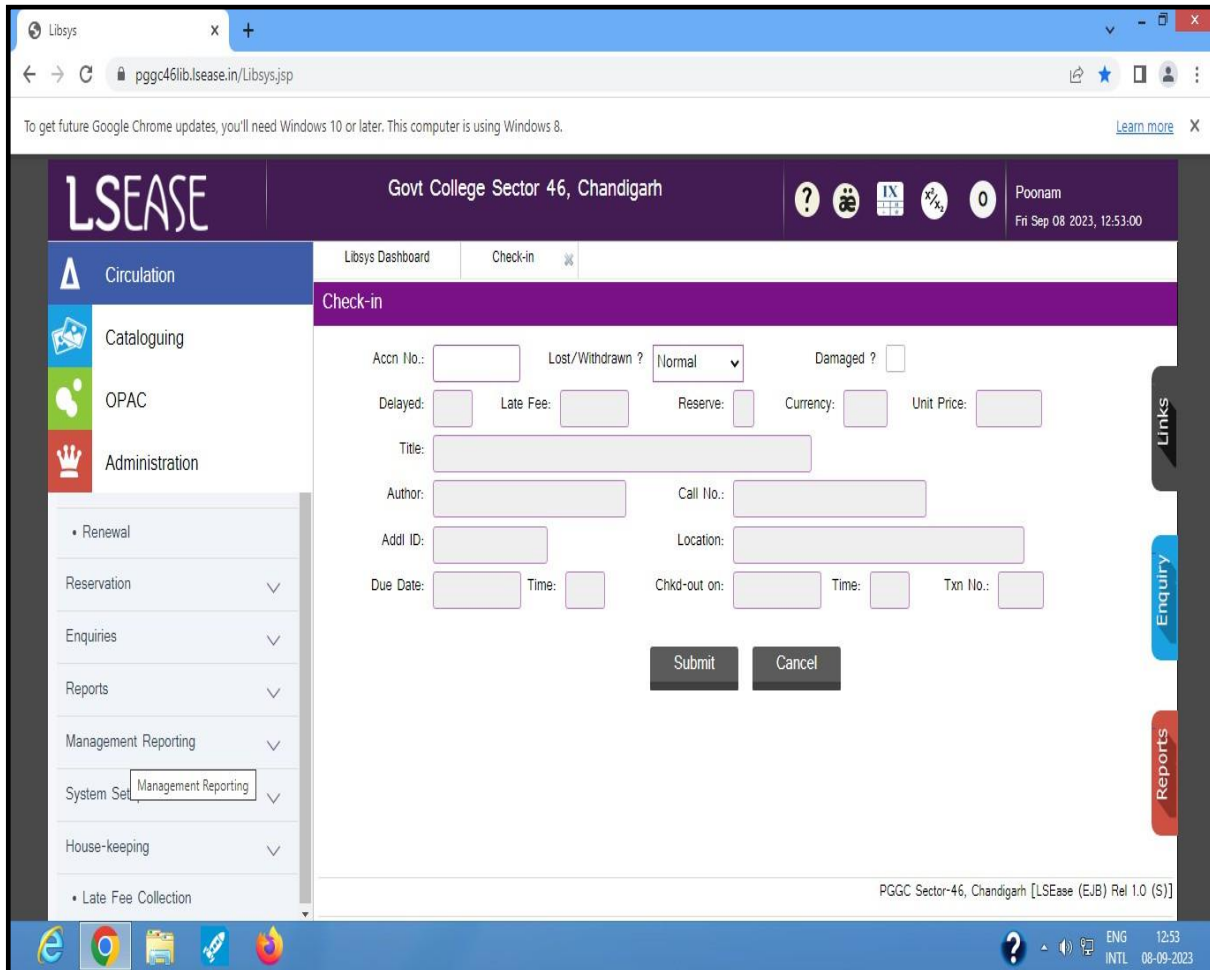 Libsys
pggc46lib.lsease.in/Libsys.jsp
To get future Google Chrome updates, you'll need Windows 10 or later. This computer is using Windows 8.
Learn more
LSEASE
Govt College Sector 46, Chandigarh
? äë IX x²/x₂ 0
Poonam
Fri Sep 08 2023, 12:53:00
Circulation
Cataloguing
OPAC
Administration
• Renewal
Reservation
Enquiries
Reports
Management Reporting
Management Reporting
System Set
House-keeping
• Late Fee Collection
Libsys Dashboard Check-in
Check-in
Accn No.: Lost/Withdrawn ? Normal Damaged ?
Delayed: Late Fee: Reserve: Currency: Unit Price:
Title:
Author: Call No.:
Addl ID: Location:
Due Date: Time: Chkd-out on: Time: Txn No.:
Submit Cancel
Links
Enquiry
Reports
PGGC Sector-46, Chandigarh [LSEase (EJB) Rel 1.0 (S)]
? ENG 12:53
INTL 08-09-2023